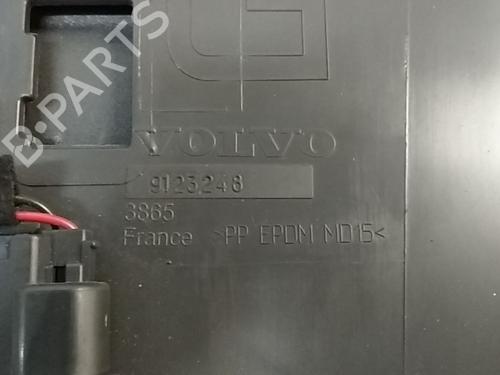 B-PARTS
VOLVO
9123248
3865
France >PP EPDM MD15<